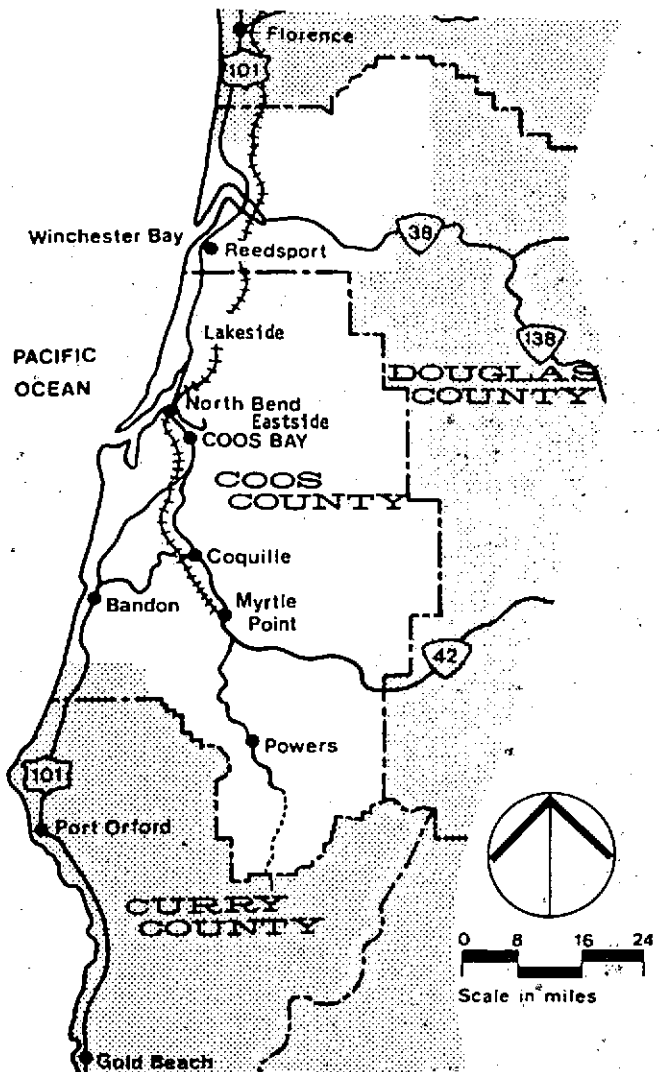 Florence
101
Winchester Bay
38
Reedsport
Lakeside
138
PACIFIC
OCEAN
DOUGLAS
COUNTY
North Bend
Eastside
COOS BAY
COOS
COUNTY
Coquille
Bandon
Myrtle
Point
42
Powers
101
Port Orford
CURRY
COUNTY
0 8 16 24
Scale in miles
Gold Beach